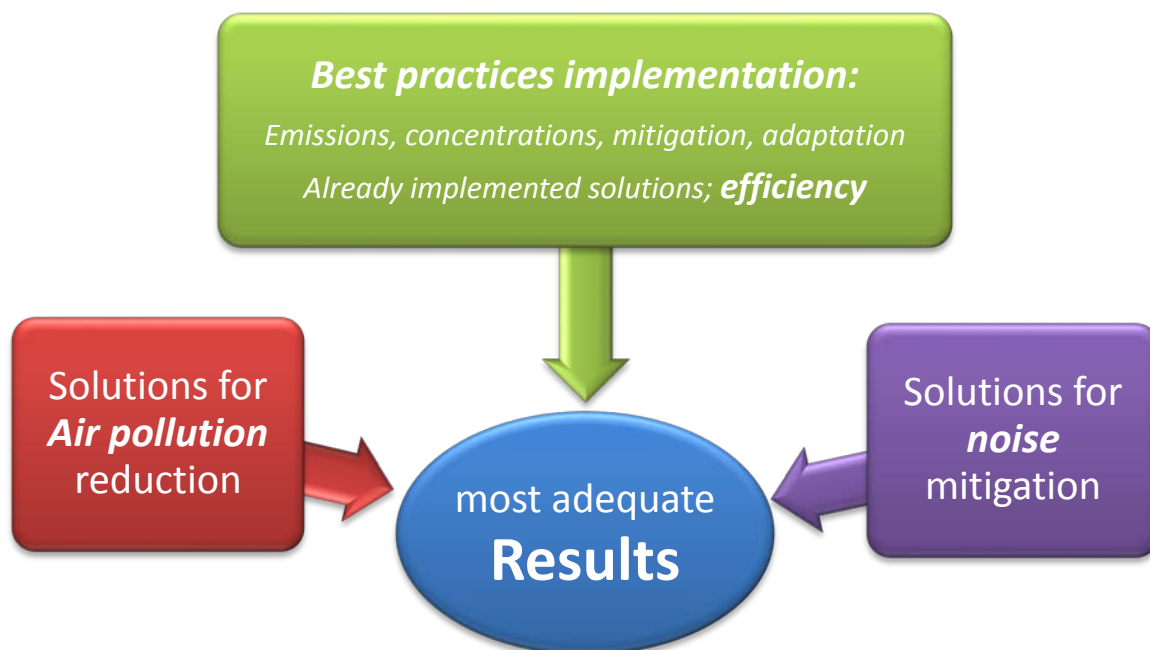 Best practices implementation:
Emissions, concentrations, mitigation, adaptation
Already implemented solutions; efficiency
Solutions for
Air pollution
reduction
Solutions for
noise
mitigation
most adequate
Results